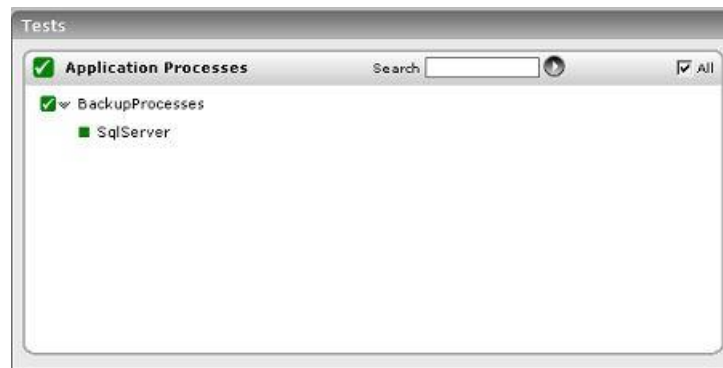 Tests
Application Processes Search All
BackupProcesses
SqlServer